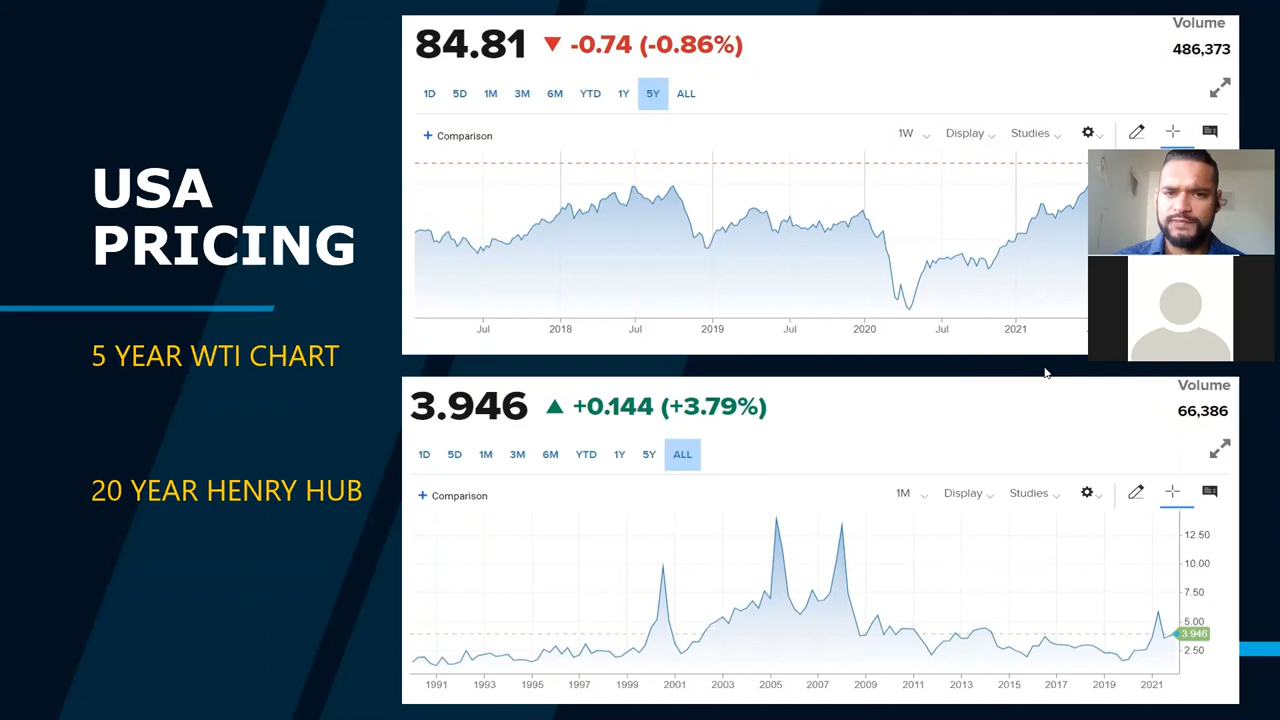 USA
PRICING
5 YEAR WTI CHART
20 YEAR HENRY HUB
84.81 ▼ -0.74 (-0.86%)
Volume
486,373
1D 5D 1M 3M 6M YTD 1Y 5Y ALL
+ Comparison
1W Display Studies
Jul 2018 Jul 2019 Jul 2020 Jul 2021
3.946 ▲ +0.144 (+3.79%)
Volume
66,386
1D 5D 1M 3M 6M YTD 1Y 5Y ALL
+ Comparison
1M Display Studies
12.50
10.00
7.50
5.00
3.946
2.50
1991 1993 1995 1997 1999 2001 2003 2005 2007 2009 2011 2013 2015 2017 2019 2021